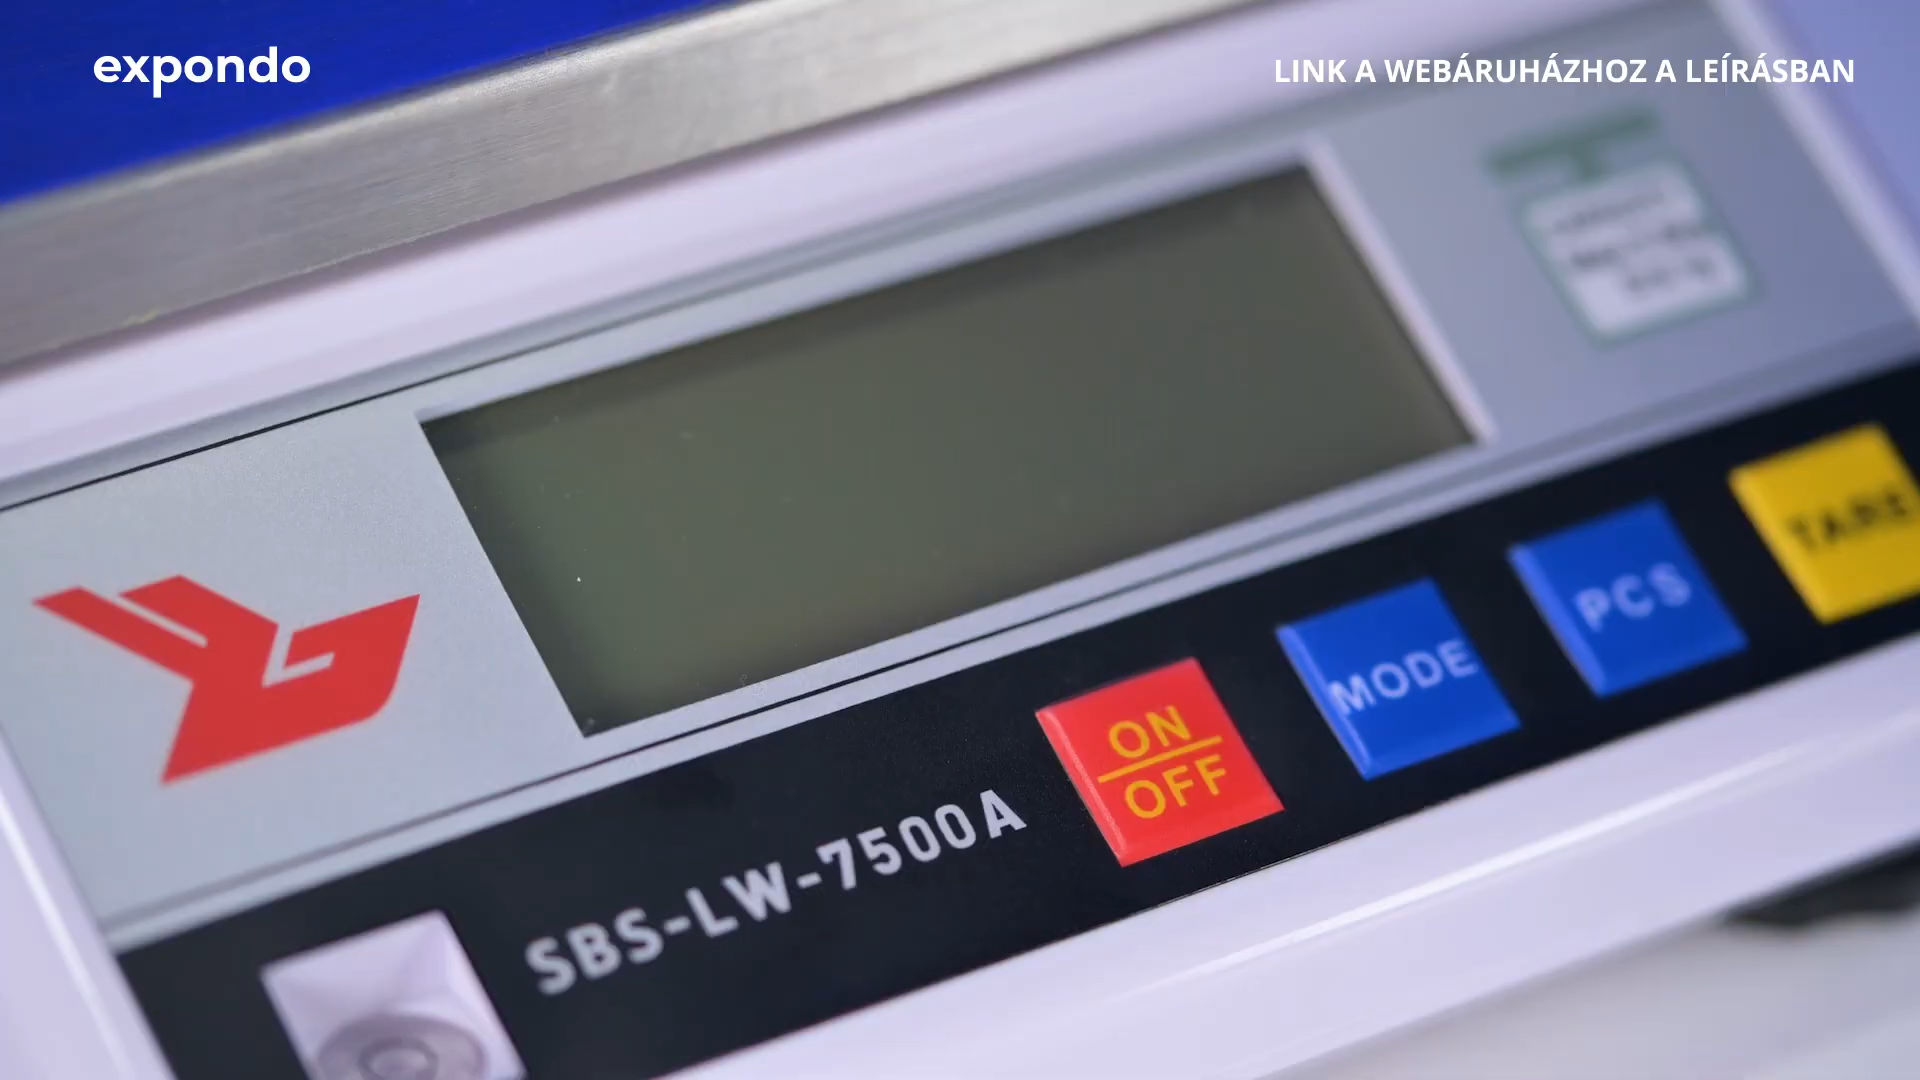 expondo
LINK A WEBÁRUHÁZHOZ A LEÍRÁSBAN
TARE
PCS
MODE
ON
OFF
SBS-LW-7500A